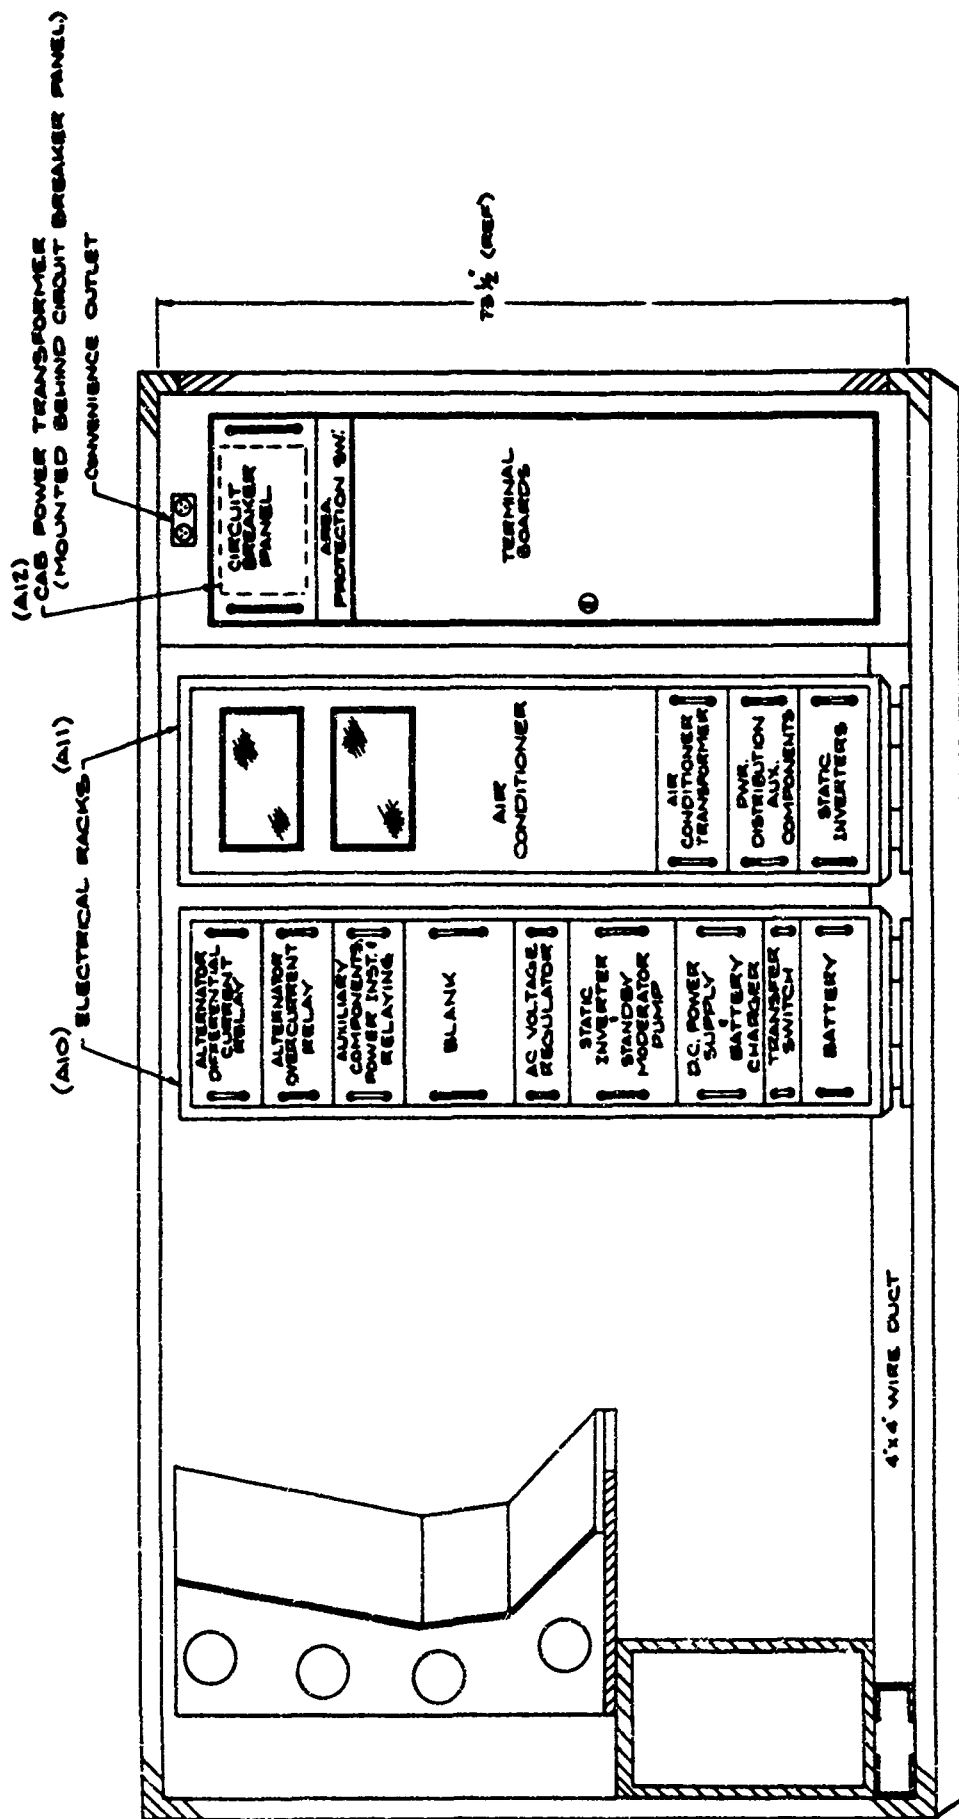 (A12)
CAB POWER TRANSFORMER
(MOUNTED BEHIND CIRCUIT BREAKER PANEL)
CONVENIENCE OUTLET
(A10)
ELECTRICAL RACKS
(A11)
73 1/2" (REF)
ALTERNATOR
DIFFERENTIAL
CURRENT
RELAY
ALTERNATOR
OVERCURRENT
RELAY
AUXILIARY
COMPONENTS
POWER INST. &
RELAYING
BLANK
AC VOLTAGE
REGULATOR
STATIC
INVERTER
&
STANDBY
MODERATOR
PUMP
D.C. POWER
SUPPLY
&
BATTERY
CHARGER
TRANSFER
SWITCH
BATTERY
AIR
CONDITIONER
AIR
CONDITIONER
TRANSFORMER
PWR.
DISTRIBUTION
AUX.
COMPONENTS
STATIC
INVERTERS
CIRCUIT
BREAKER
PANEL
AREA
PROTECTION SW.
TERMINAL
BOARDS
4"x4" WIRE DUCT